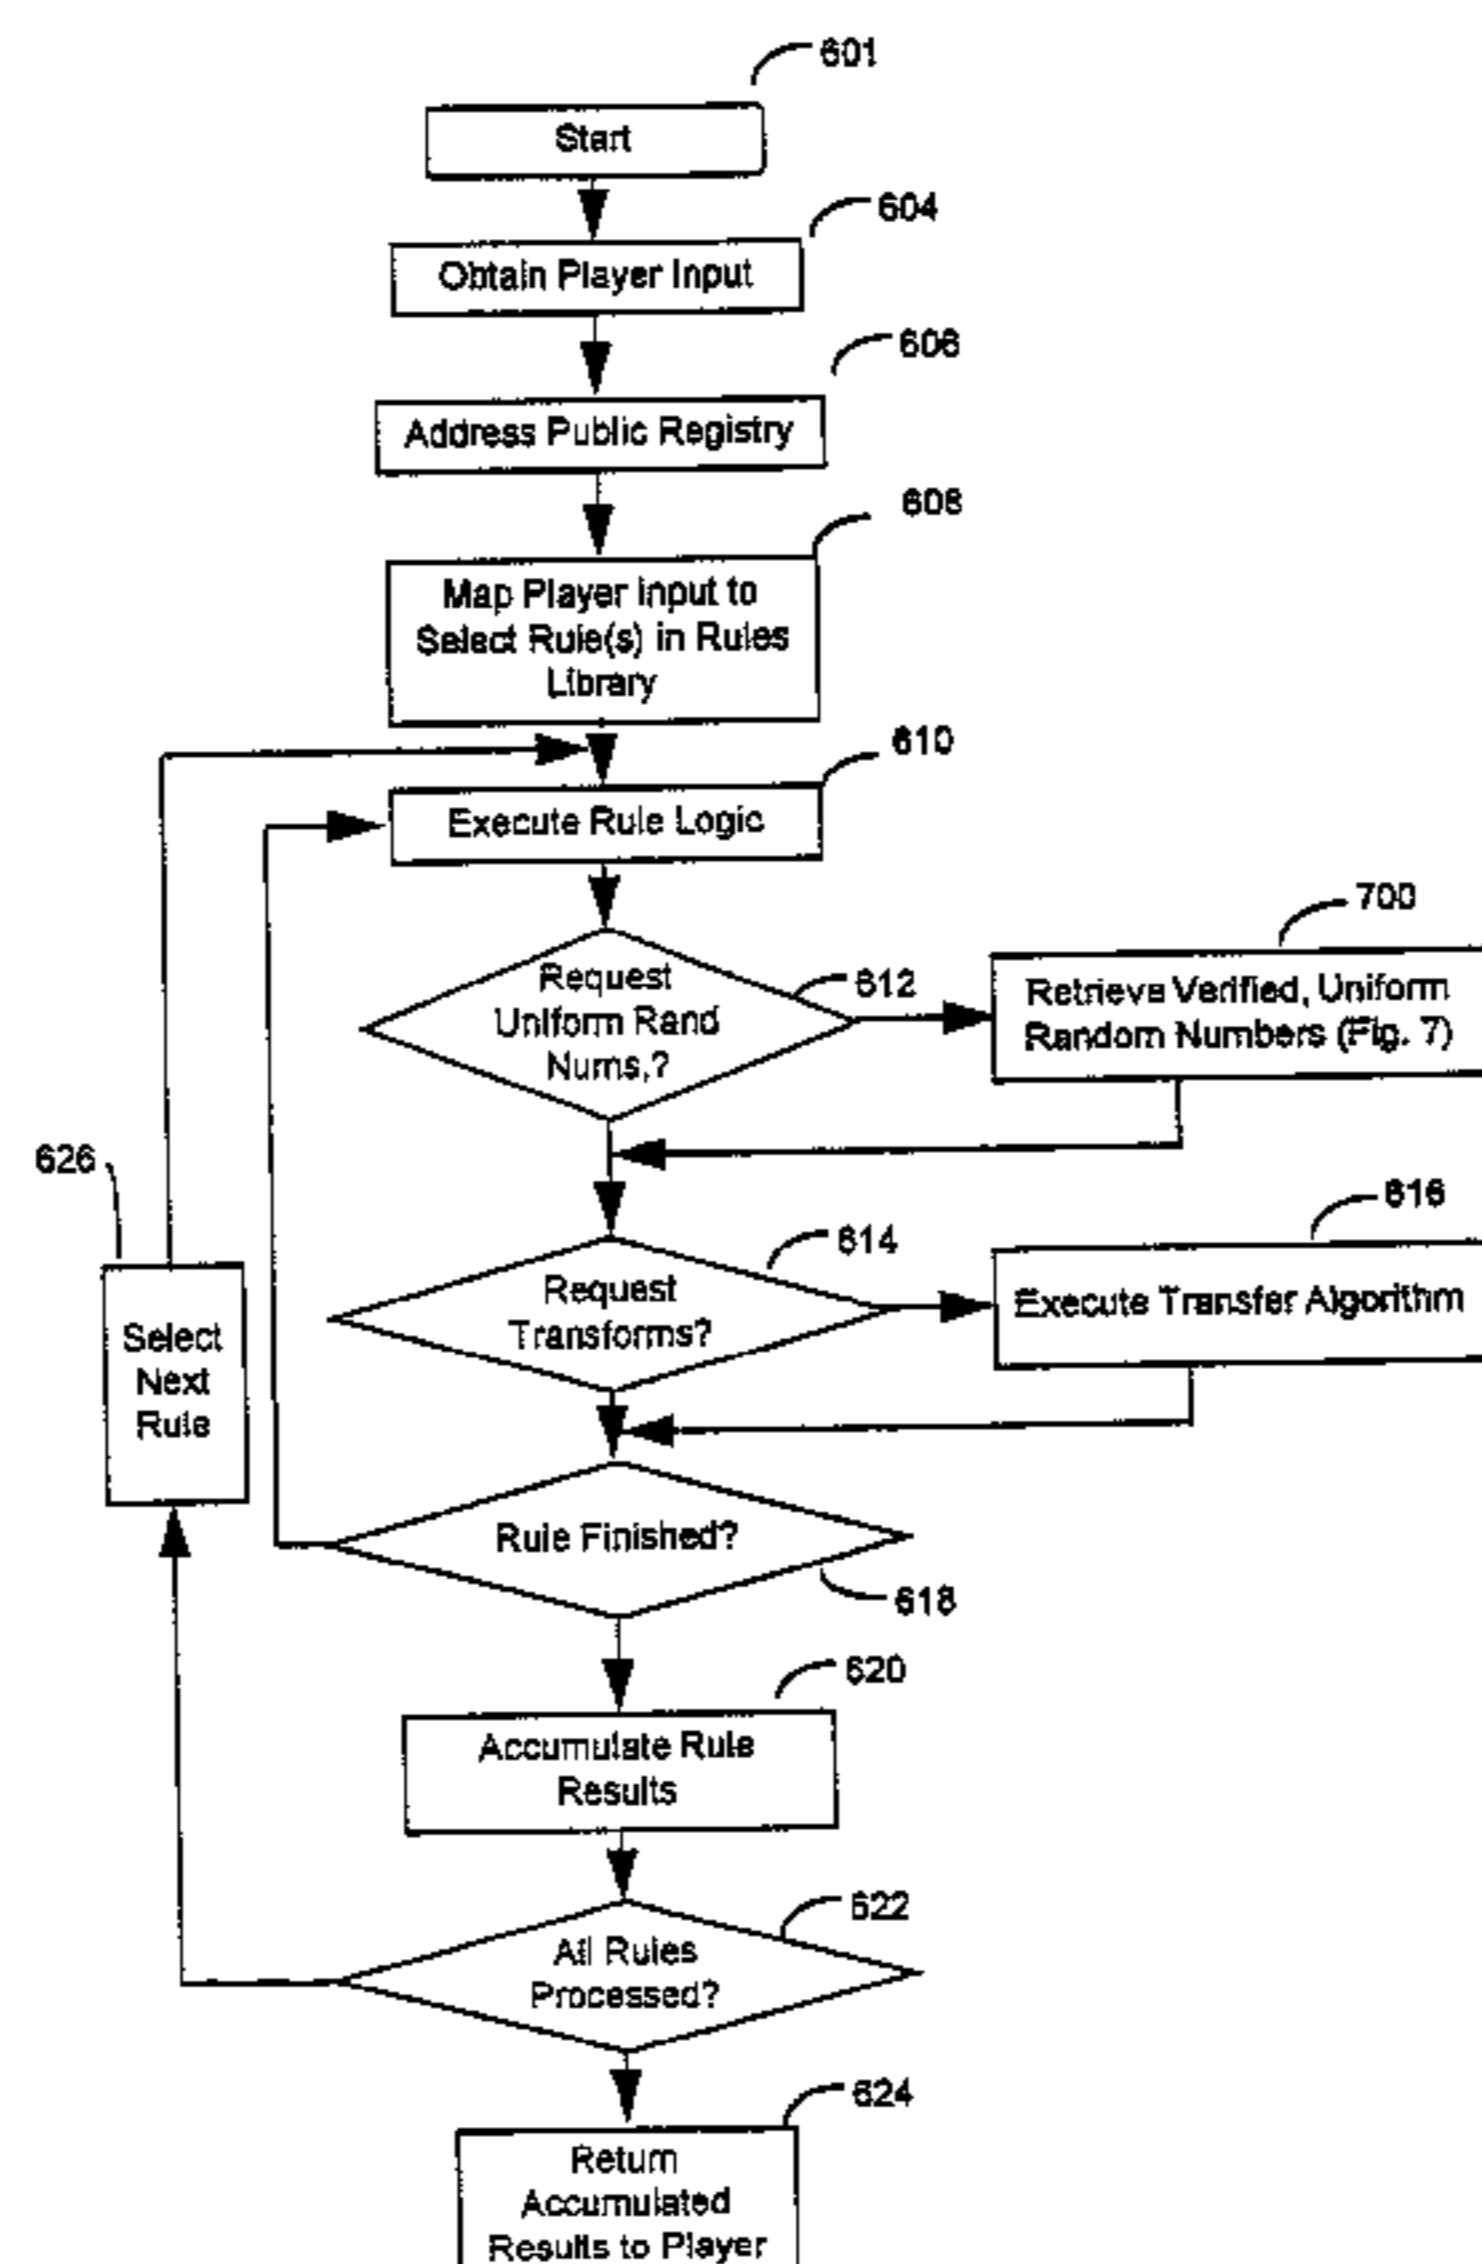 601
Start
604
Obtain Player Input
606
Address Public Registry
608
Map Player input to
Select Rule(s) in Rules
Library
610
Execute Rule Logic
700
Request
Uniform Rand
Nums,?
612
Retrieve Verified, Uniform
Random Numbers (Fig. 7)
626
616
614
Request
Transforms?
Execute Transfer Algorithm
Select
Next
Rule
Rule Finished?
618
620
Accumulate Rule
Results
622
All Rules
Processed?
624
Return
Accumulated
Results to Player